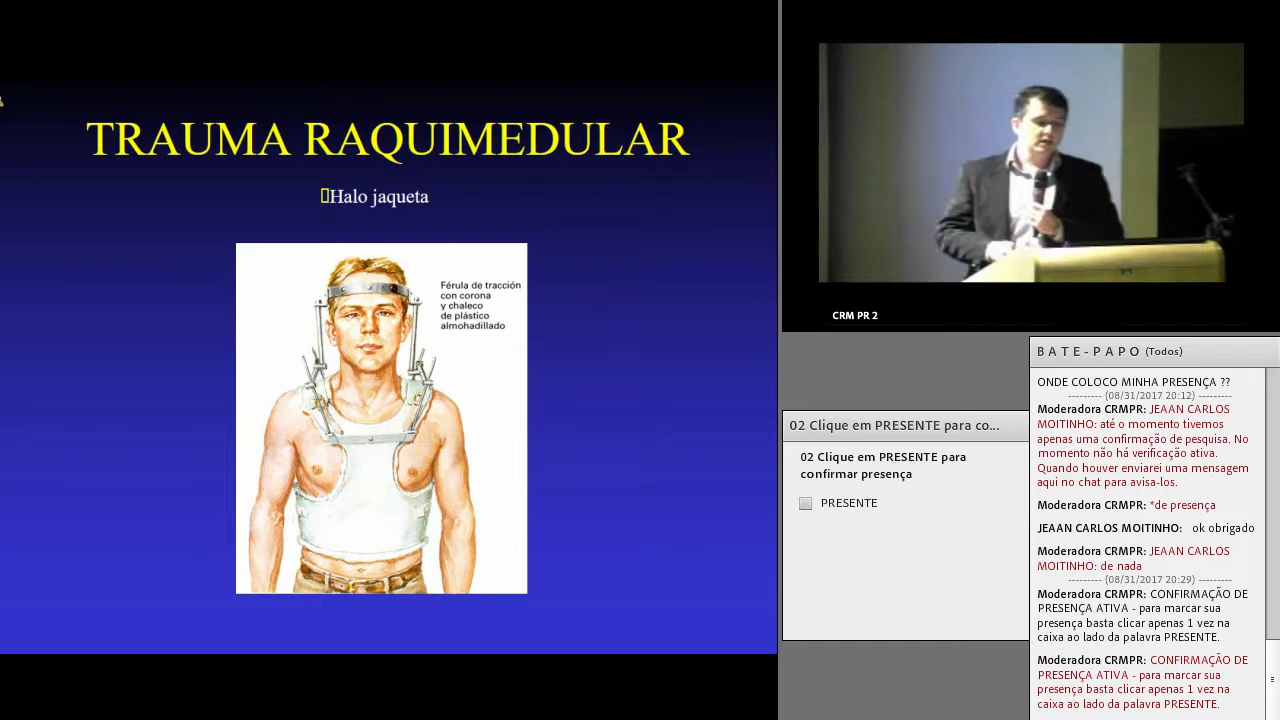 TRAUMA RAQUIMEDULAR
Halo jaqueta
Férula de tracción
con corona
y chaleco
de plástico
almohadillado
CRM PR 2
02 Clique em PRESENTE para co...
02 Clique em PRESENTE para
confirmar presença
PRESENTE
BATE-PAPO (Todos)
ONDE COLOCO MINHA PRESENÇA ??
--------- (08/31/2017 20:12) ---------
Moderadora CRMPR: JEAAN CARLOS
MOITINHO: até o momento tivemos
apenas uma confirmação de pesquisa. No
momento não há verificação ativa.
Quando houver enviarei uma mensagem
aqui no chat para avisa-los.
Moderadora CRMPR: *de presença
JEAAN CARLOS MOITINHO: ok obrigado
Moderadora CRMPR: JEAAN CARLOS
MOITINHO: de nada
--------- (08/31/2017 20:29) ---------
Moderadora CRMPR: CONFIRMAÇÃO DE
PRESENÇA ATIVA - para marcar sua
presença basta clicar apenas 1 vez na
caixa ao lado da palavra PRESENTE.
Moderadora CRMPR: CONFIRMAÇÃO DE
PRESENÇA ATIVA - para marcar sua
presença basta clicar apenas 1 vez na
caixa ao lado da palavra PRESENTE.